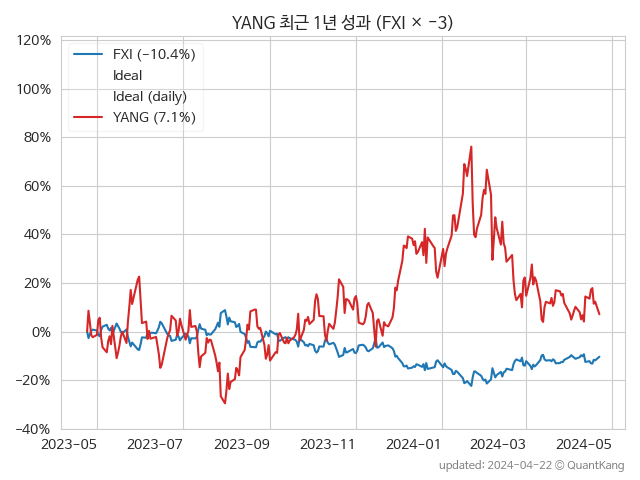 YANG 최근 1년 성과 (FXI × -3)
120%
100%
80%
60%
40%
20%
0%
−20%
−40%
FXI (-10.4%)
Ideal
Ideal (daily)
YANG (7.1%)
2023-05
2023-07
2023-09
2023-11
2024-01
2024-03
2024-05
updated: 2024-04-22 © QuantKang